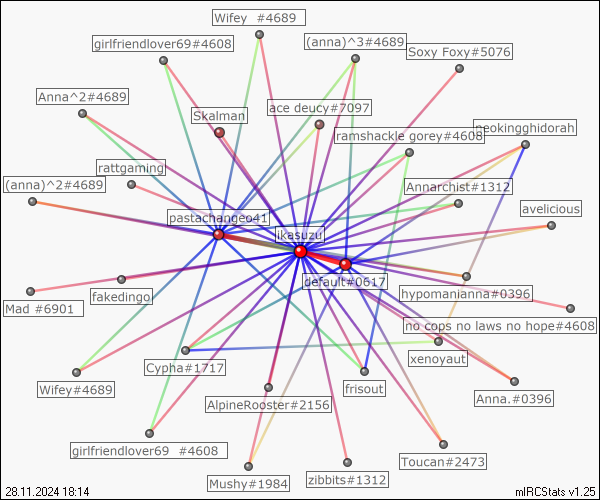 Wifey  #4689
girlfriendlover69#4608
(anna)^3#4689
Soxy Foxy#5076
Anna^2#4689
ace deucy#7097
Skalman
ramshackle gorey#4608
neokingghidorah
rattgaming
(anna)^2#4689
Annarchist#1312
pastachangeo41
avelicious
ikasuzu
default#0617
fakedingo
hypomanianna#0396
Mad #6901
no cops no laws no hope#4608
Cypha#1717
xenoyaut
Wifey#4689
frisout
Anna.#0396
AlpineRooster#2156
girlfriendlover69  #4608
Toucan#2473
zibbits#1312
Mushy#1984
28.11.2024 18:14
mIRCStats v1.25